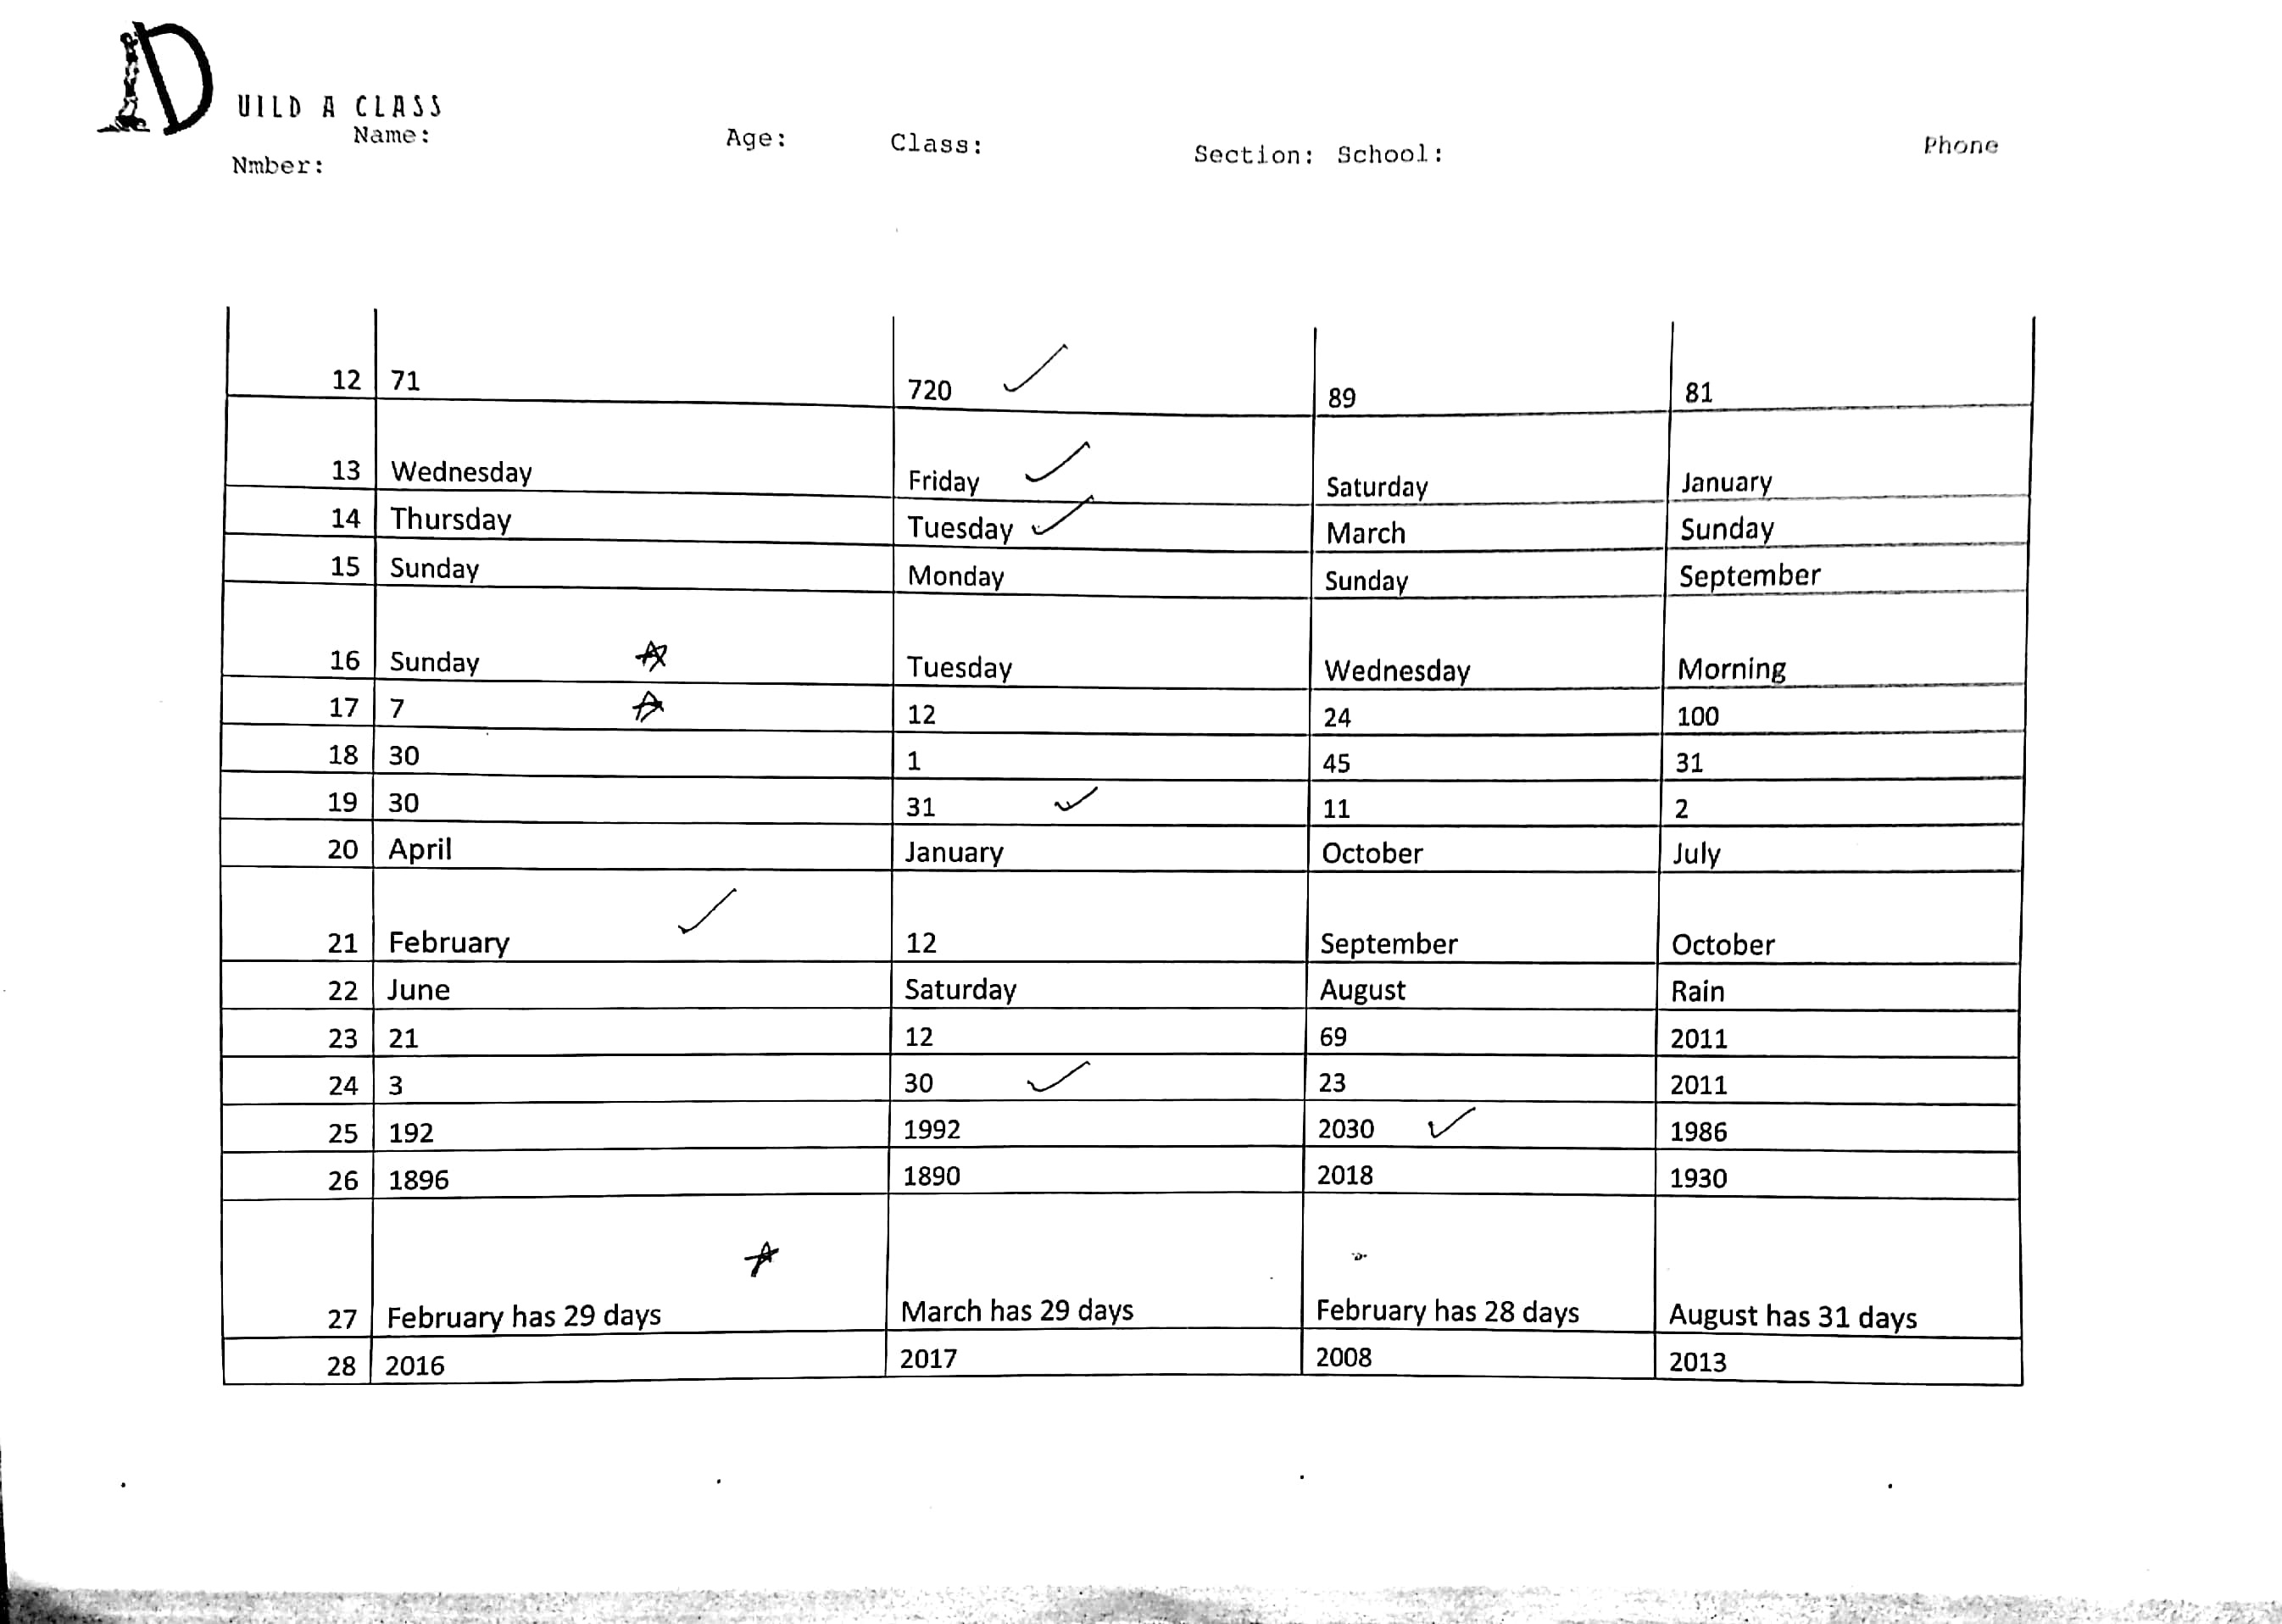 UILD A CLASS
Name: Age: Class: Section: School: Phone
Nmber:
12 71 720 89 81
13 Wednesday Friday Saturday January
14 Thursday Tuesday March Sunday
15 Sunday Monday Sunday September
16 Sunday Tuesday Wednesday Morning
17 7 12 24 100
18 30 1 45 31
19 30 31 11 2
20 April January October July
21 February 12 September October
22 June Saturday August Rain
23 21 12 69 2011
24 3 30 23 2011
25 192 1992 2030 1986
26 1896 1890 2018 1930
27 February has 29 days March has 29 days February has 28 days August has 31 days
28 2016 2017 2008 2013